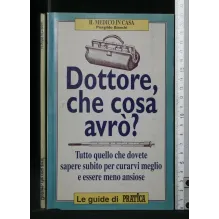 IL MEDICO IN CASA
Dottore,
che cosa
avrò?
Tutto quello che dovete
sapere subito per curarvi meglio
e essere meno ansiose
Le guide di PRATICA